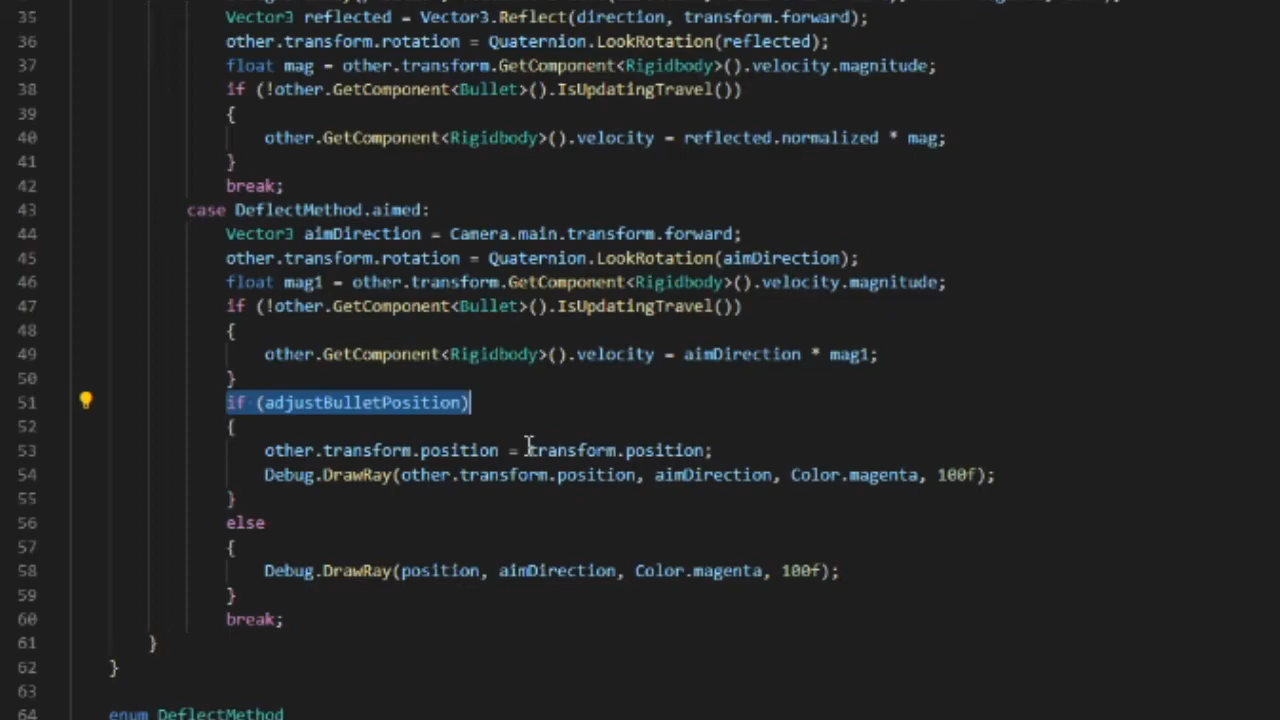 35 Vector3 reflected = Vector3.Reflect(direction, transform.forward);
36 other.transform.rotation = Quaternion.LookRotation(reflected);
37 float mag = other.transform.GetComponent<Rigidbody>().velocity.magnitude;
38 if (!other.GetComponent<Bullet>().IsUpdatingTravel())
39 {
40 other.GetComponent<Rigidbody>().velocity = reflected.normalized * mag;
41 }
42 break;
43 case DeflectMethod.aimed:
44 Vector3 aimDirection = Camera.main.transform.forward;
45 other.transform.rotation = Quaternion.LookRotation(aimDirection);
46 float mag1 = other.transform.GetComponent<Rigidbody>().velocity.magnitude;
47 if (!other.GetComponent<Bullet>().IsUpdatingTravel())
48 {
49 other.GetComponent<Rigidbody>().velocity = aimDirection * mag1;
50 }
51 if (adjustBulletPosition)
52 {
53 other.transform.position = transform.position;
54 Debug.DrawRay(other.transform.position, aimDirection, Color.magenta, 100f);
55 }
56 else
57 {
58 Debug.DrawRay(position, aimDirection, Color.magenta, 100f);
59 }
60 break;
61 }
62 }
63
64 enum DeflectMethod